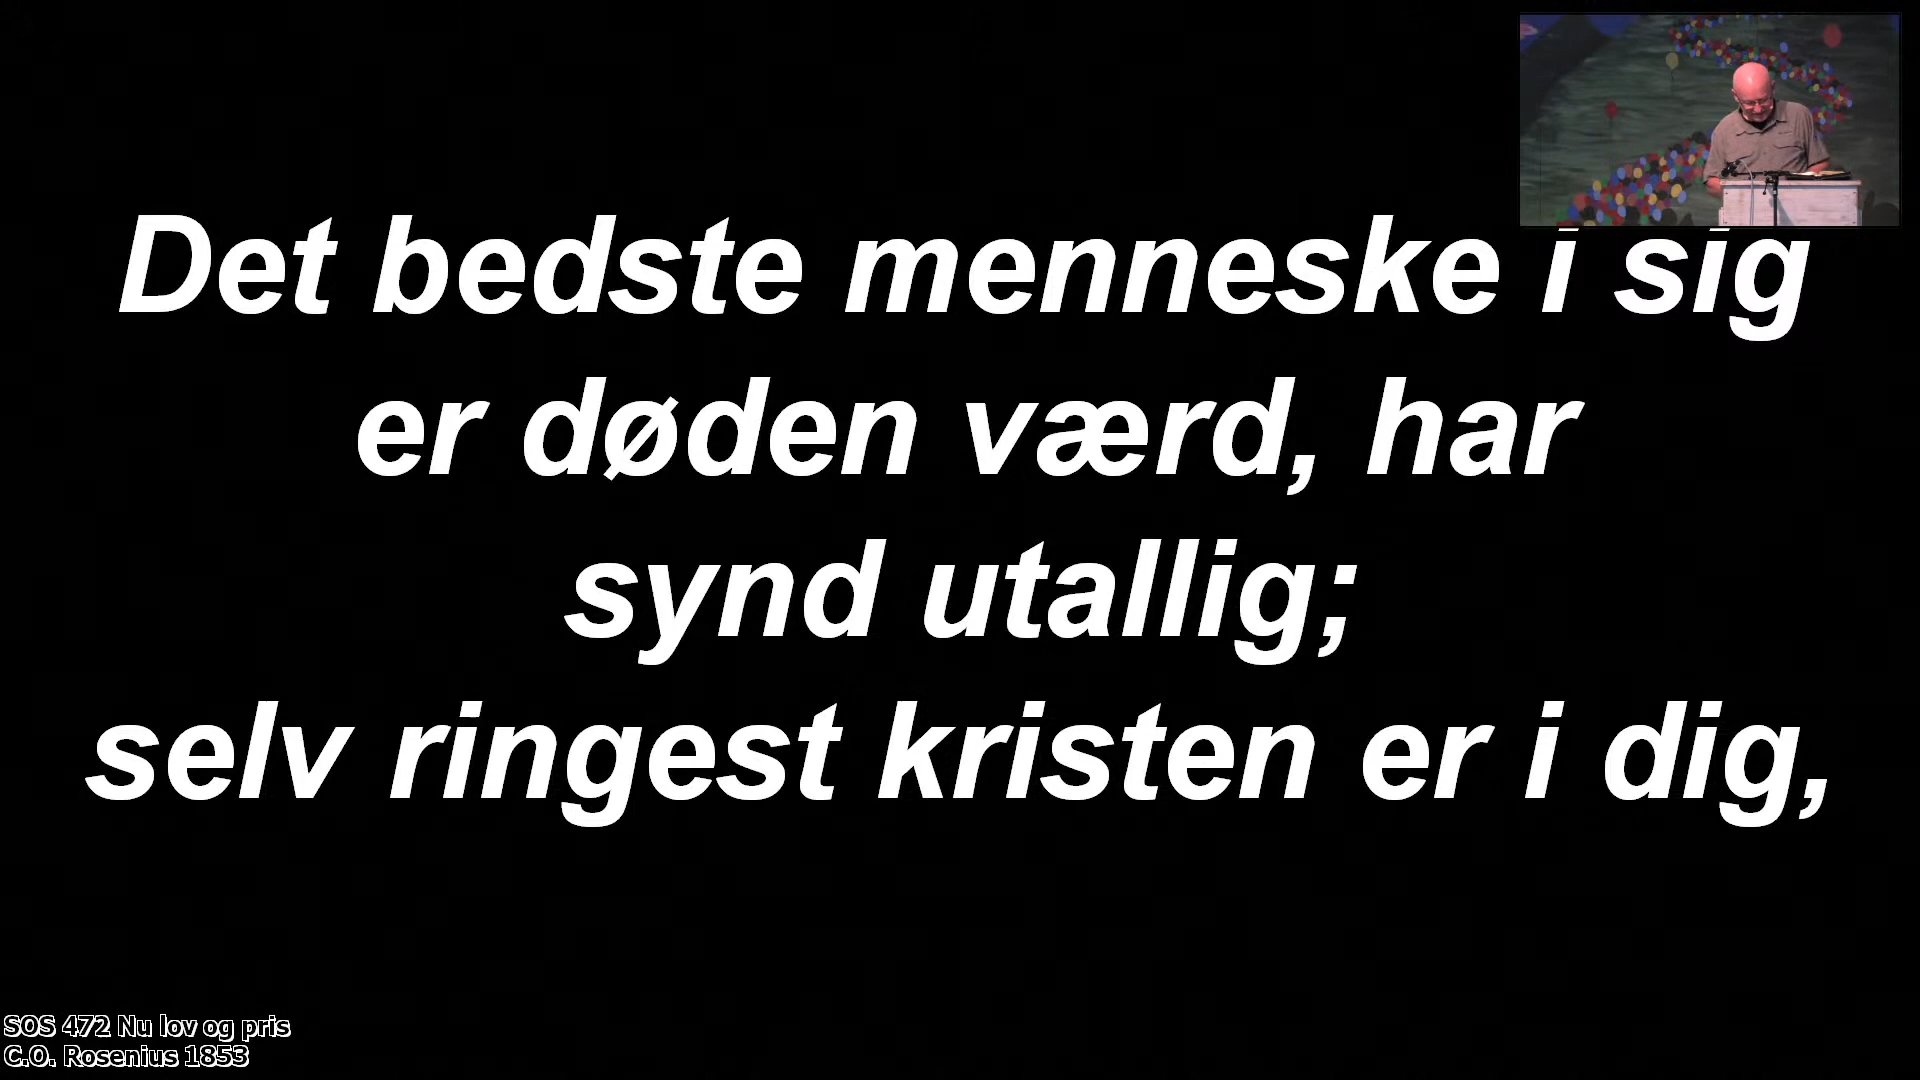 Det bedste menneske i sig
er døden værd, har
synd utallig;
selv ringest kristen er i dig,
SOS 472 Nu lov og pris
C.O. Rosenius 1853